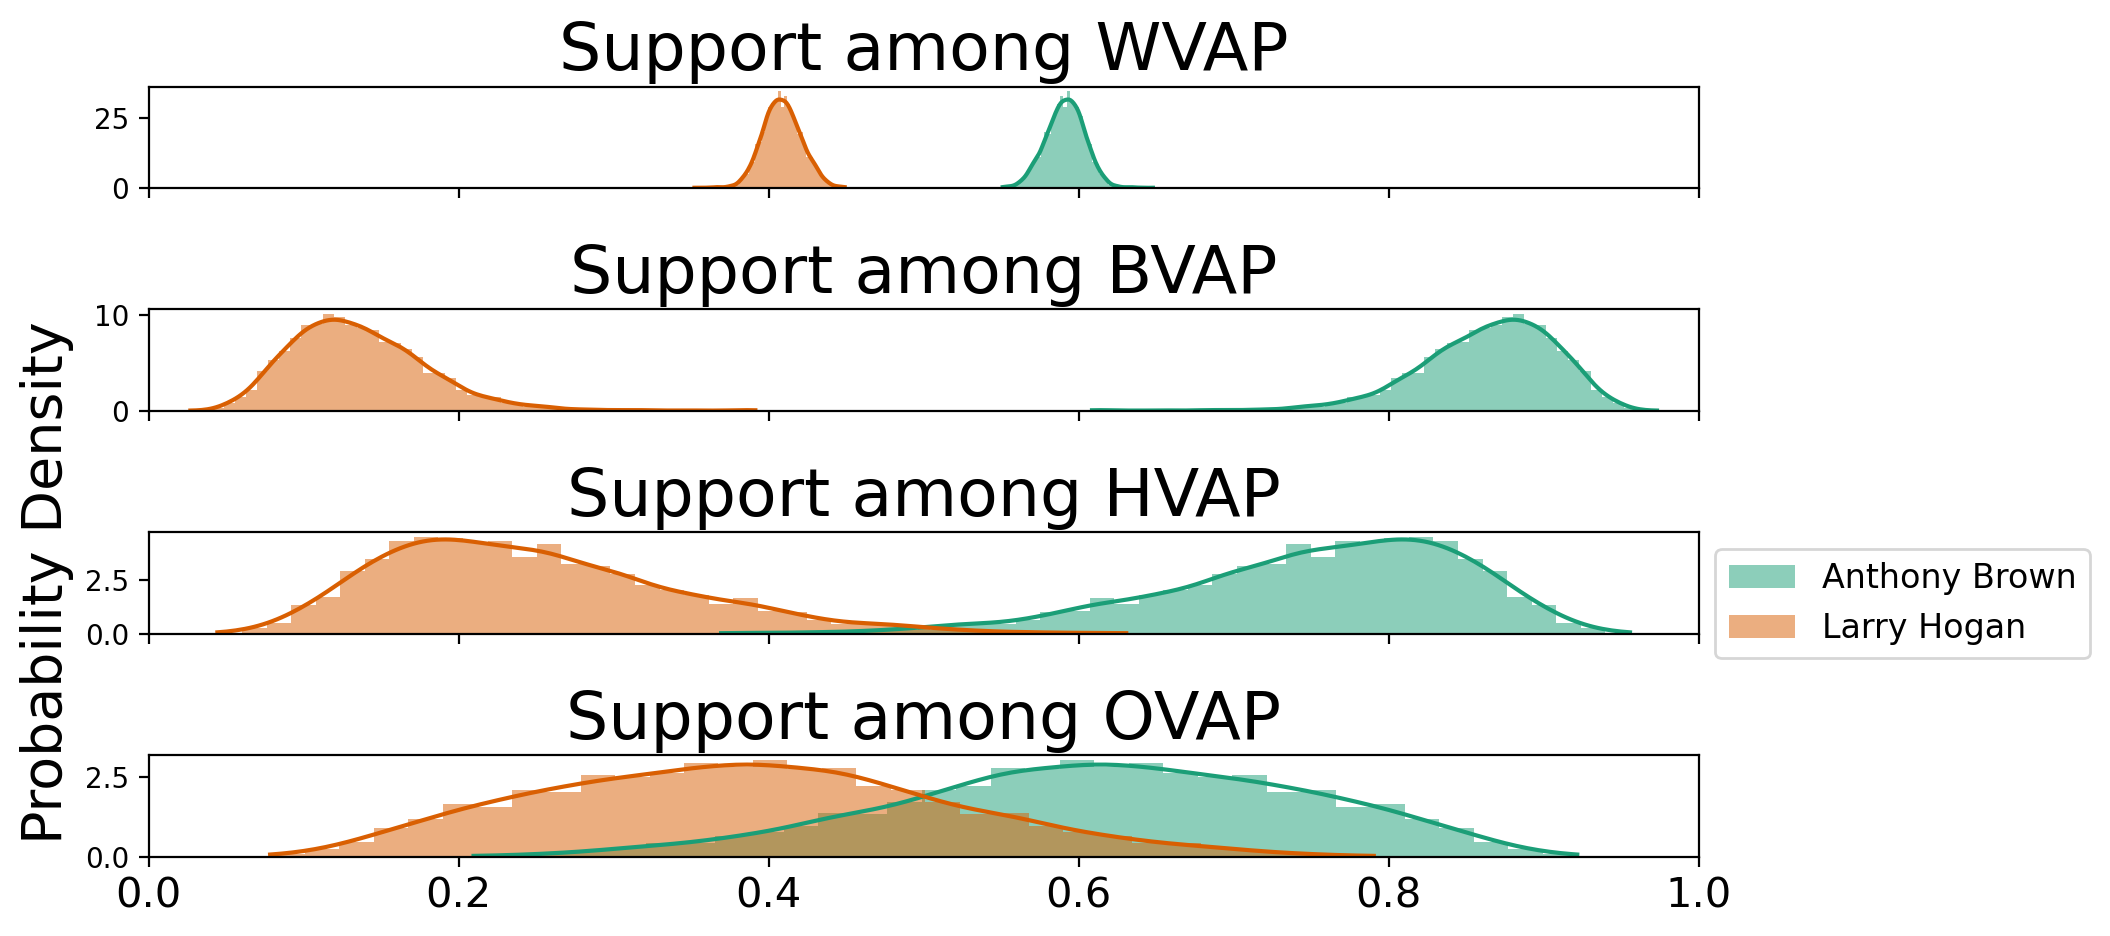 Support among WVAP
25
0
Support among BVAP
10
0
Support among HVAP
2.5
0.0
Support among OVAP
2.5
0.0
0.0 0.2 0.4 0.6 0.8 1.0
Probability Density
Anthony Brown
Larry Hogan